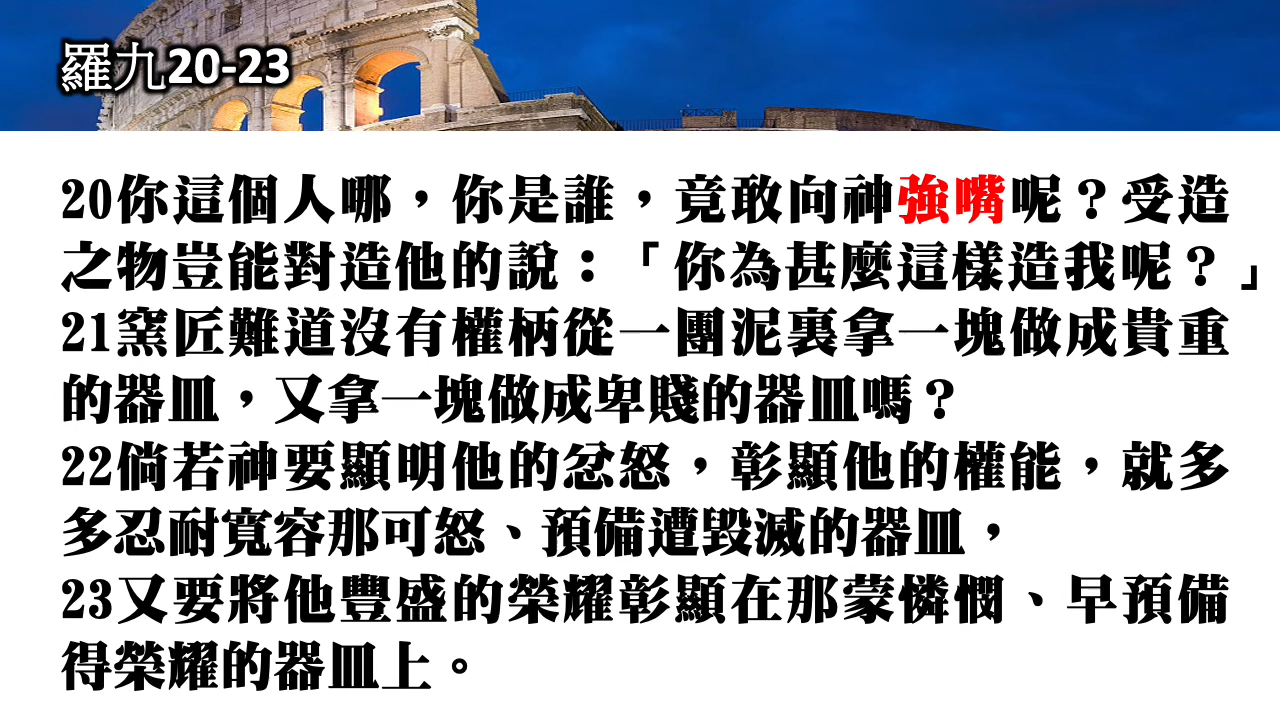 羅九20-23
20你這個人哪，你是誰，竟敢向神強嘴呢？受造
之物豈能對造他的說：「你為甚麼這樣造我呢？」
21窯匠難道沒有權柄從一團泥裏拿一塊做成貴重
的器皿，又拿一塊做成卑賤的器皿嗎？
22倘若神要顯明他的忿怒，彰顯他的權能，就多
多忍耐寬容那可怒、預備遭毀滅的器皿，
23又要將他豐盛的榮耀彰顯在那蒙憐憫、早預備
得榮耀的器皿上。